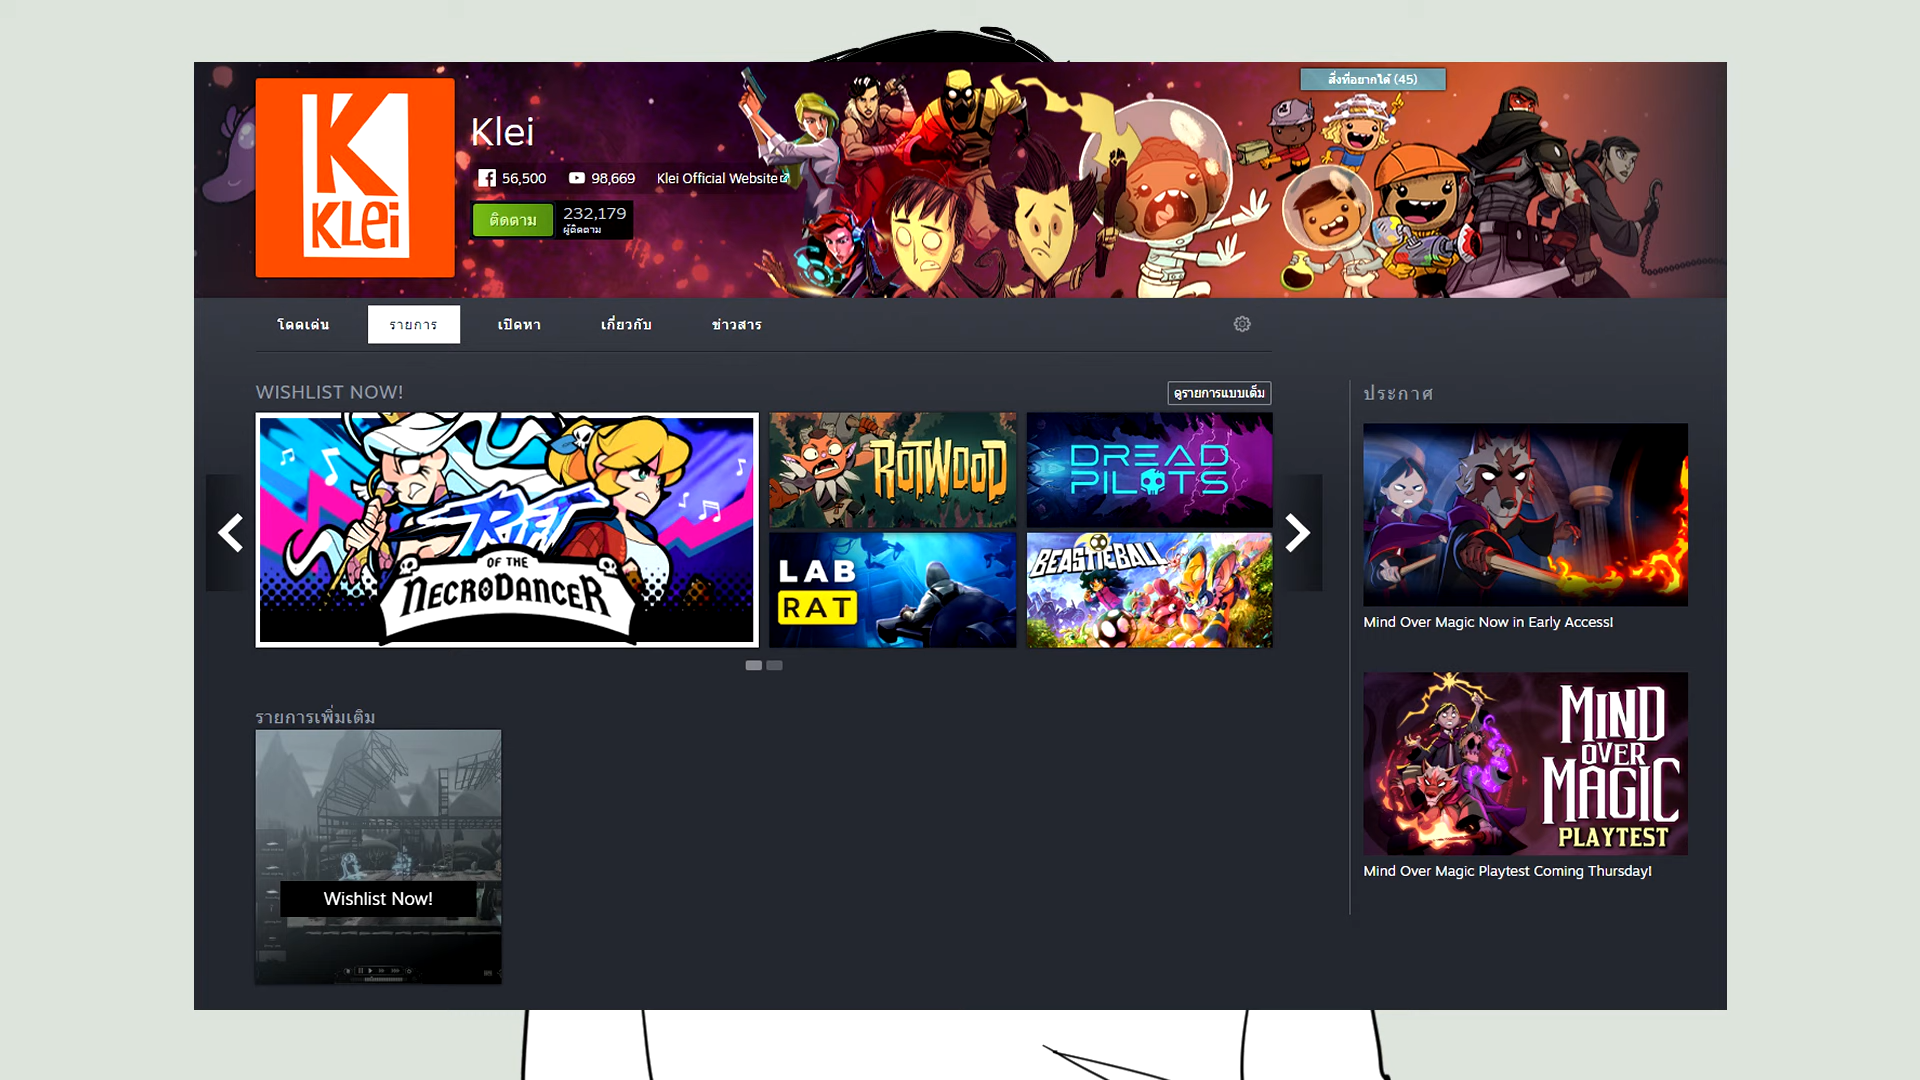 สิ่งที่อยากได้ (45)
K
KLei
Klei
56,500
98,669
Klei Official Website
ติดตาม
232,179
ผู้ติดตาม
โดดเด่น
รายการ
เปิดหา
เกี่ยวกับ
ข่าวสาร
WISHLIST NOW!
ดูรายการแบบเต็ม
RIFT
OF THE
NECRODANCER
ROTWOOD
DREAD
PILOTS
LAB
RAT
BEASTIEBALL
ประกาศ
Mind Over Magic Now in Early Access!
MIND
OVER
MAGIC
PLAYTEST
Mind Over Magic Playtest Coming Thursday!
รายการเพิ่มเติม
Wishlist Now!